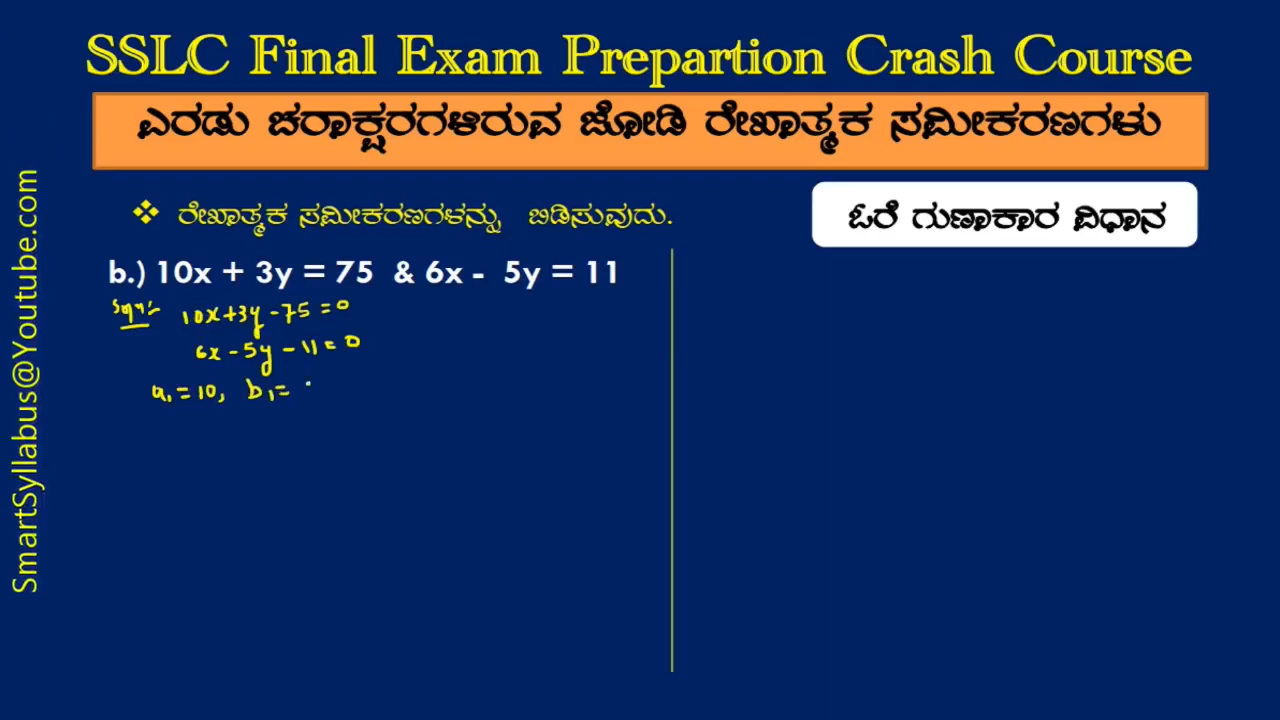 SSLC Final Exam Prepartion Crash Course
ಎರಡು ಚರಾಕ್ಷರಗಳಿರುವ ಜೋಡಿ ರೇಖಾತ್ಮಕ ಸಮೀಕರಣಗಳು
❖ ರೇಖಾತ್ಮಕ ಸಮೀಕರಣಗಳನ್ನು ಬಿಡಿಸುವುದು.
ಓರೆ ಗುಣಾಕಾರ ವಿಧಾನ
b.) 10x + 3y = 75 & 6x - 5y = 11
10x+3y-75=0
6x-5y-11=0
a₁=10, b₁=
SmartSyllabus@Youtube.com